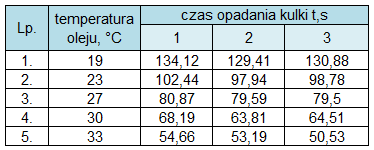 Lp. temperatura oleju, °C czas opadania kulki t,s
1 2 3
1. 19 134,12 129,41 130,88
2. 23 102,44 97,94 98,78
3. 27 80,87 79,59 79,5
4. 30 68,19 63,81 64,51
5. 33 54,66 53,19 50,53